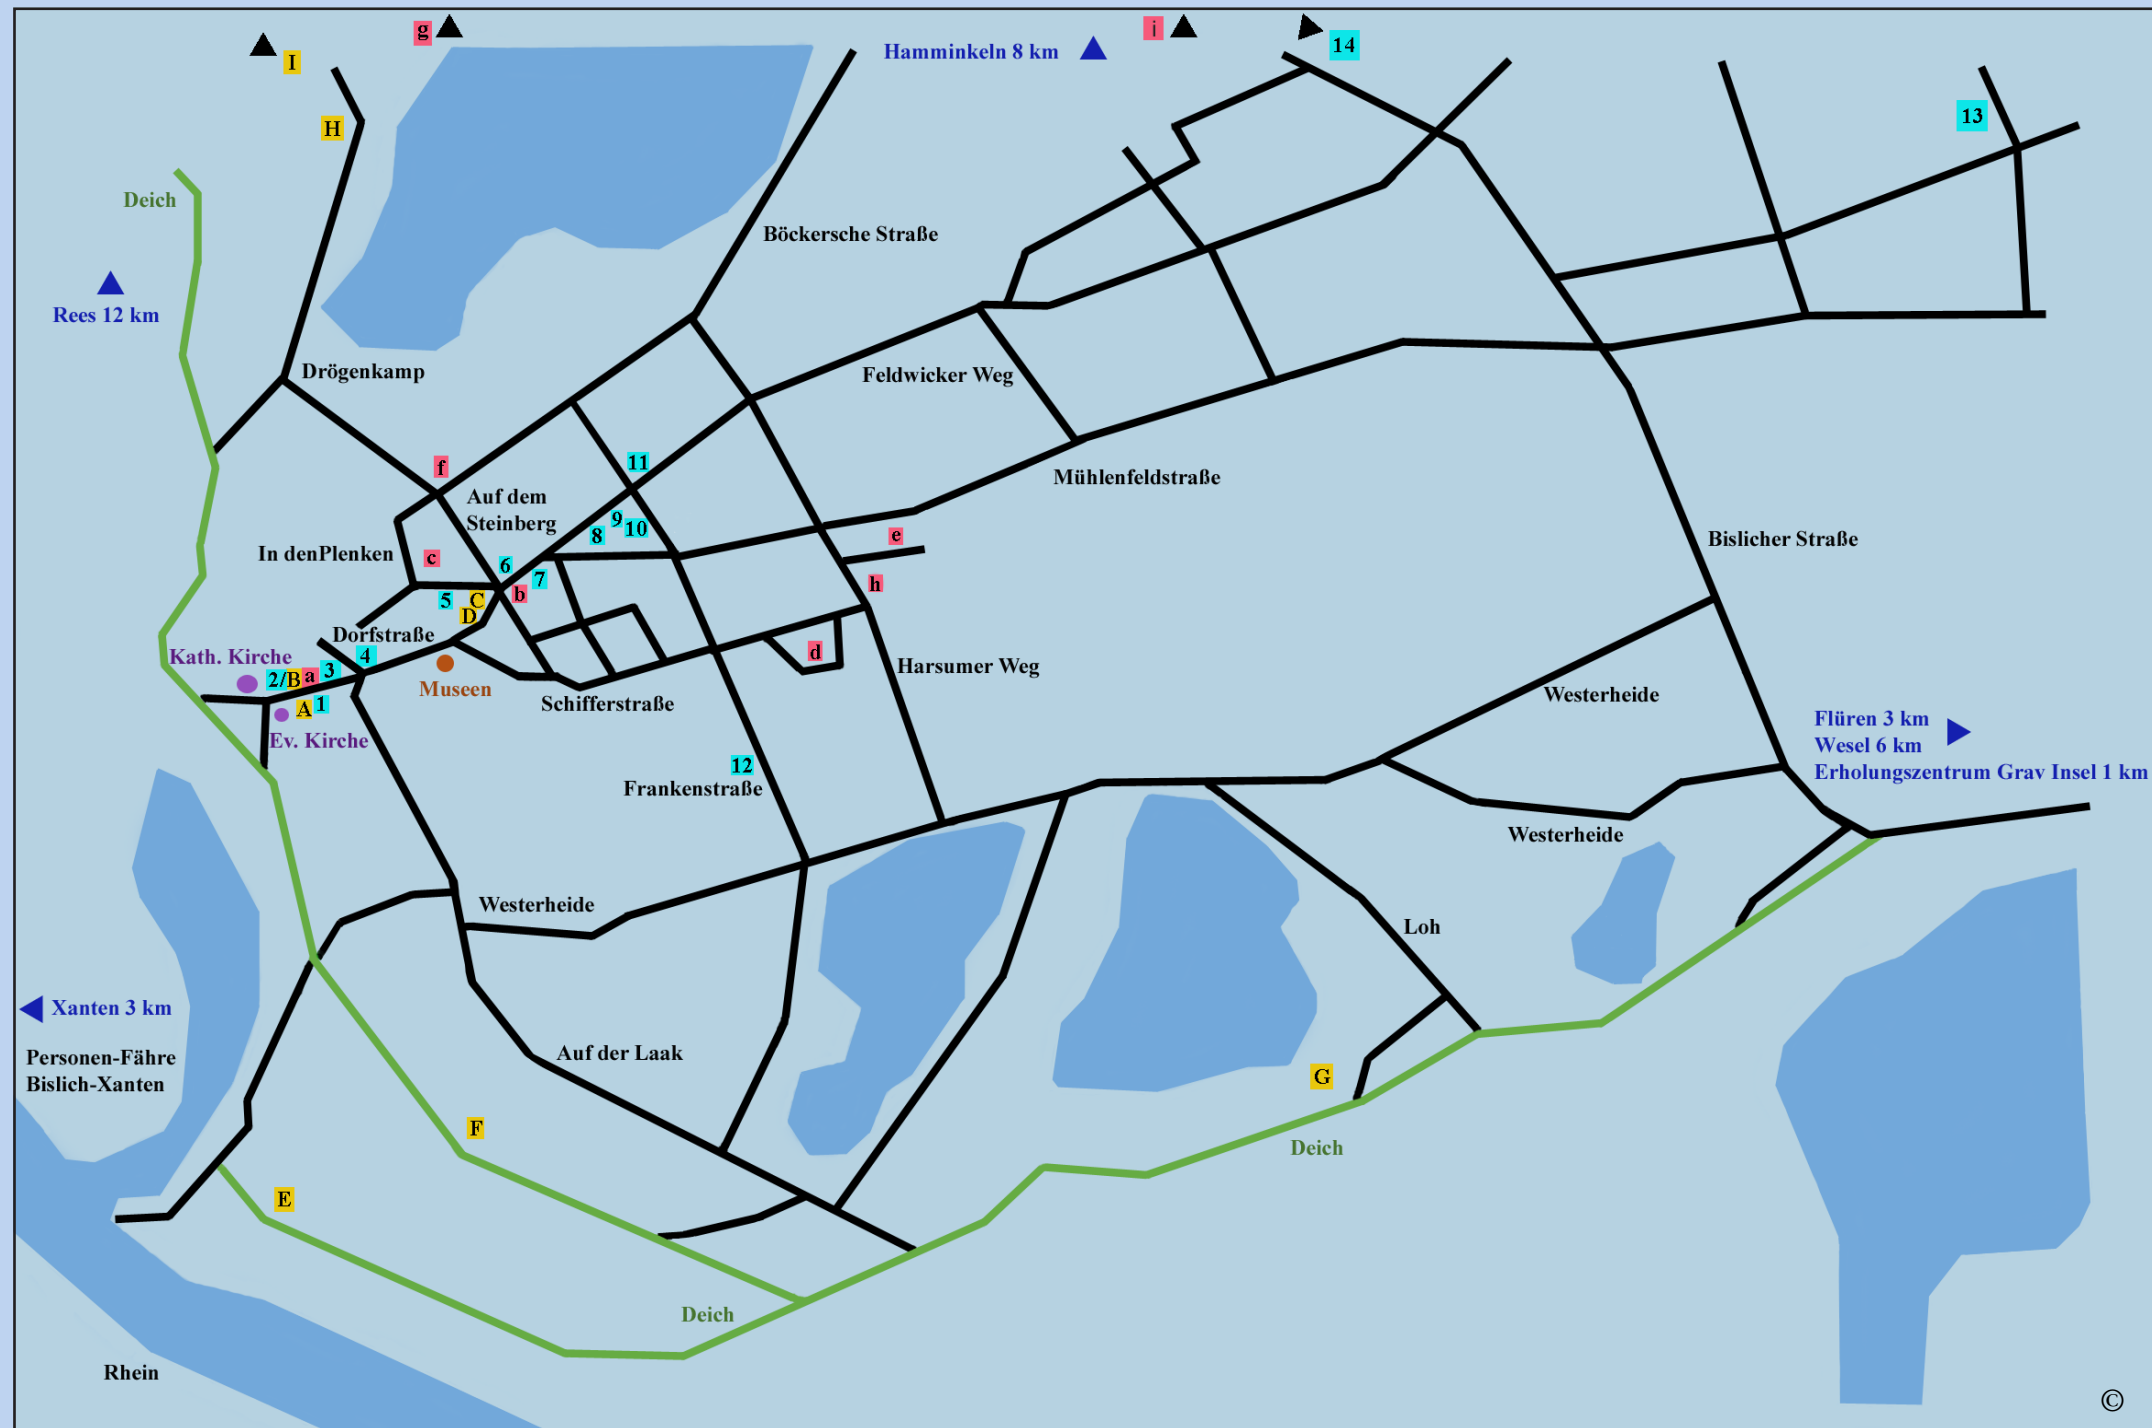 g
i
14
I
Hamminkeln 8 km
H
13
Deich
Böckersche Straße
Rees 12 km
Drögenkamp
Feldwicker Weg
f
11
Mühlenfeldstraße
Auf dem
Steinberg
9
10
8
e
Bislicher Straße
In denPlenken
c
6
7
h
5
C
b
D
Dorfstraße
Kath. Kirche
4
3
2/B
a
d
Harsumer Weg
Museen
A
1
Schifferstraße
Westerheide
Ev. Kirche
Flüren 3 km
Wesel 6 km
Erholungszentrum Grav Insel 1 km
12
Frankenstraße
Westerheide
Westerheide
Loh
Xanten 3 km
Personen-Fähre
Bislich-Xanten
Auf der Laak
G
F
Deich
E
Deich
Rhein
©